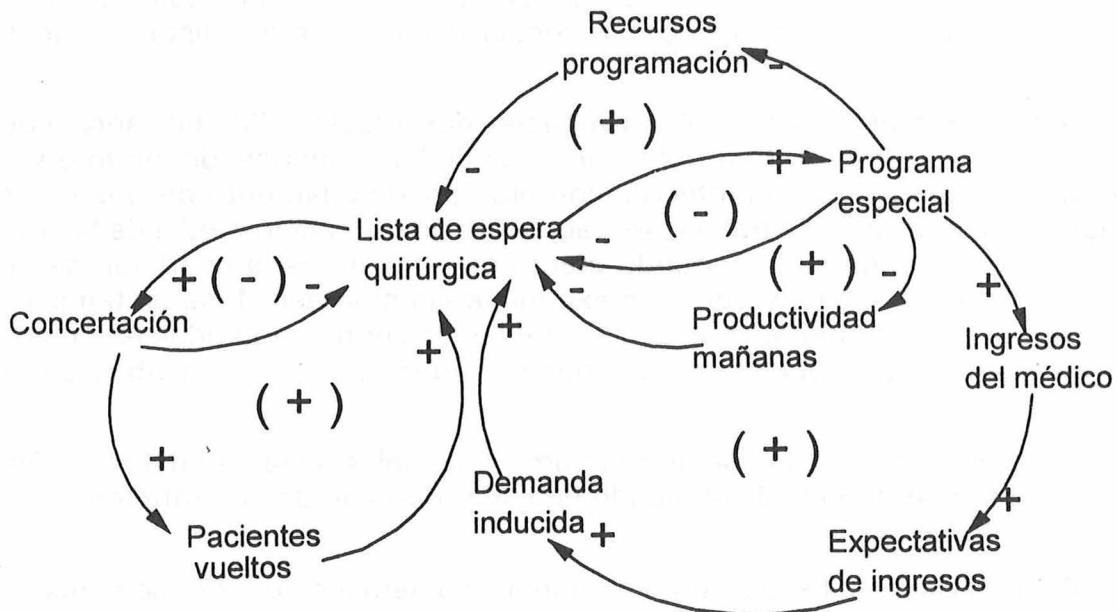 Recursos
programación -
( + )
-
+ Programa
especial
( - )
Lista de espera
quirúrgica
-
( + ) -
-
+ ( - ) -
Concertación
Productividad
mañanas
+
Ingresos
del médico
+
+
( + )
( + )
+
Demanda
inducida +
+
Pacientes
vueltos
Expectativas
de ingresos